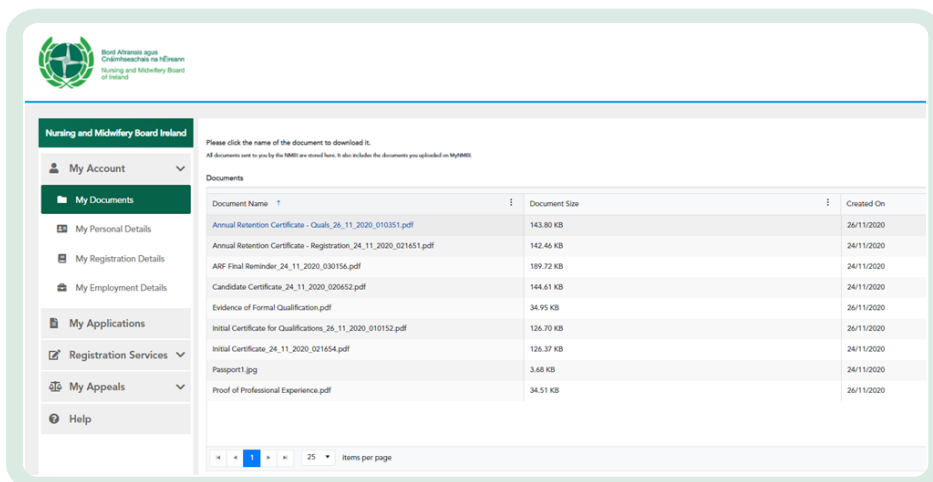 Bord Altranais agus
Cnáimhseachais na hÉireann
Nursing and Midwifery Board
of Ireland
Nursing and Midwifery Board Ireland
My Account
My Documents
My Personal Details
My Registration Details
My Employment Details
My Applications
Registration Services
My Appeals
Help
Please click the name of the document to download it.
All documents sent to you by the NMBI are stored here. It also includes the documents you uploaded on MyNMBI.
Documents
Document Name ↑ Document Size Created On
Annual Retention Certificate - Quals_26_11_2020_010351.pdf 143.80 KB 26/11/2020
Annual Retention Certificate - Registration_24_11_2020_021651.pdf 142.46 KB 24/11/2020
ARF Final Reminder_24_11_2020_030156.pdf 189.72 KB 24/11/2020
Candidate Certificate_24_11_2020_020652.pdf 144.61 KB 24/11/2020
Evidence of Formal Qualification.pdf 34.95 KB 26/11/2020
Initial Certificate for Qualifications_26_11_2020_010152.pdf 126.70 KB 26/11/2020
Initial Certificate_24_11_2020_021654.pdf 126.37 KB 24/11/2020
Passport1.jpg 3.68 KB 24/11/2020
Proof of Professional Experience.pdf 34.51 KB 26/11/2020
1 25 items per page